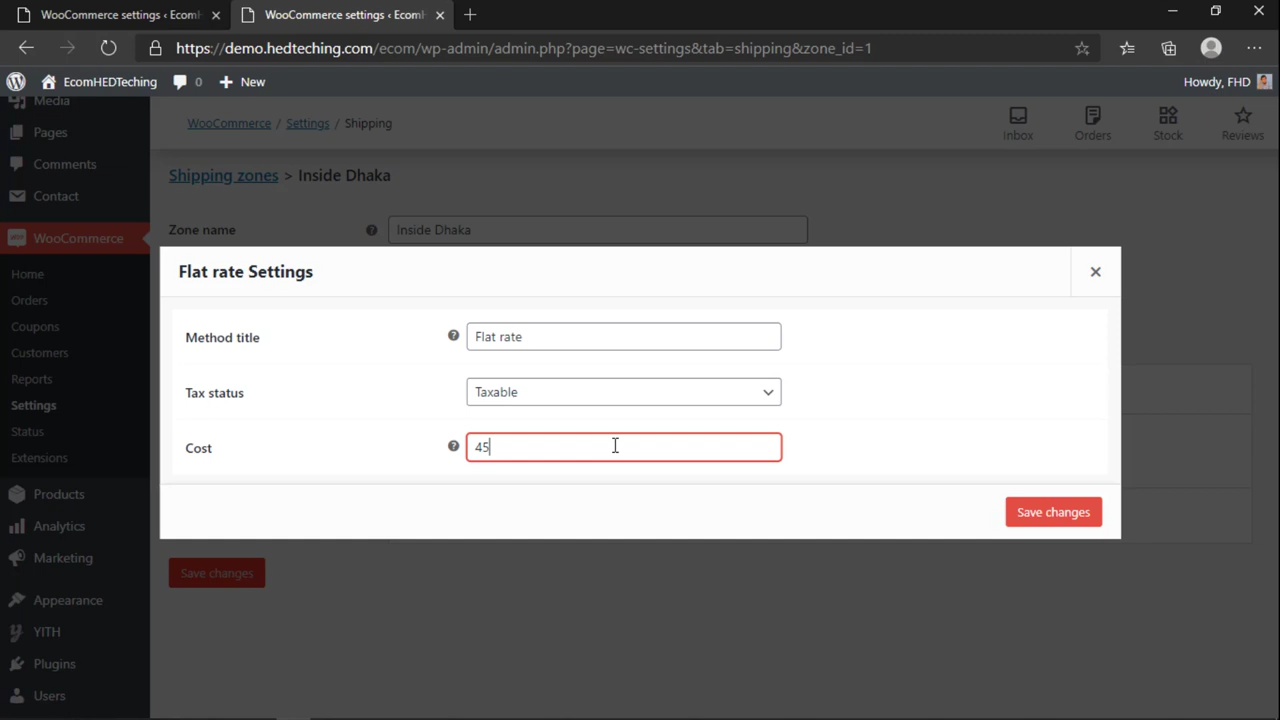 WooCommerce settings ‹ EcomH
WooCommerce settings ‹ EcomH
https://demo.hedteching.com/ecom/wp-admin/admin.php?page=wc-settings&tab=shipping&zone_id=1
EcomHEDTeching 0 New Howdy, FHD
Media
Pages
Comments
Contact
WooCommerce
Home
Orders
Coupons
Customers
Reports
Settings
Status
Extensions
Products
Analytics
Marketing
Appearance
YITH
Plugins
Users
WooCommerce / Settings / Shipping
Inbox
Orders
Stock
Reviews
Shipping zones > Inside Dhaka
Zone name ? Inside Dhaka
Flat rate Settings
Method title ? Flat rate
Tax status Taxable
Cost ? 45
Save changes
Save changes